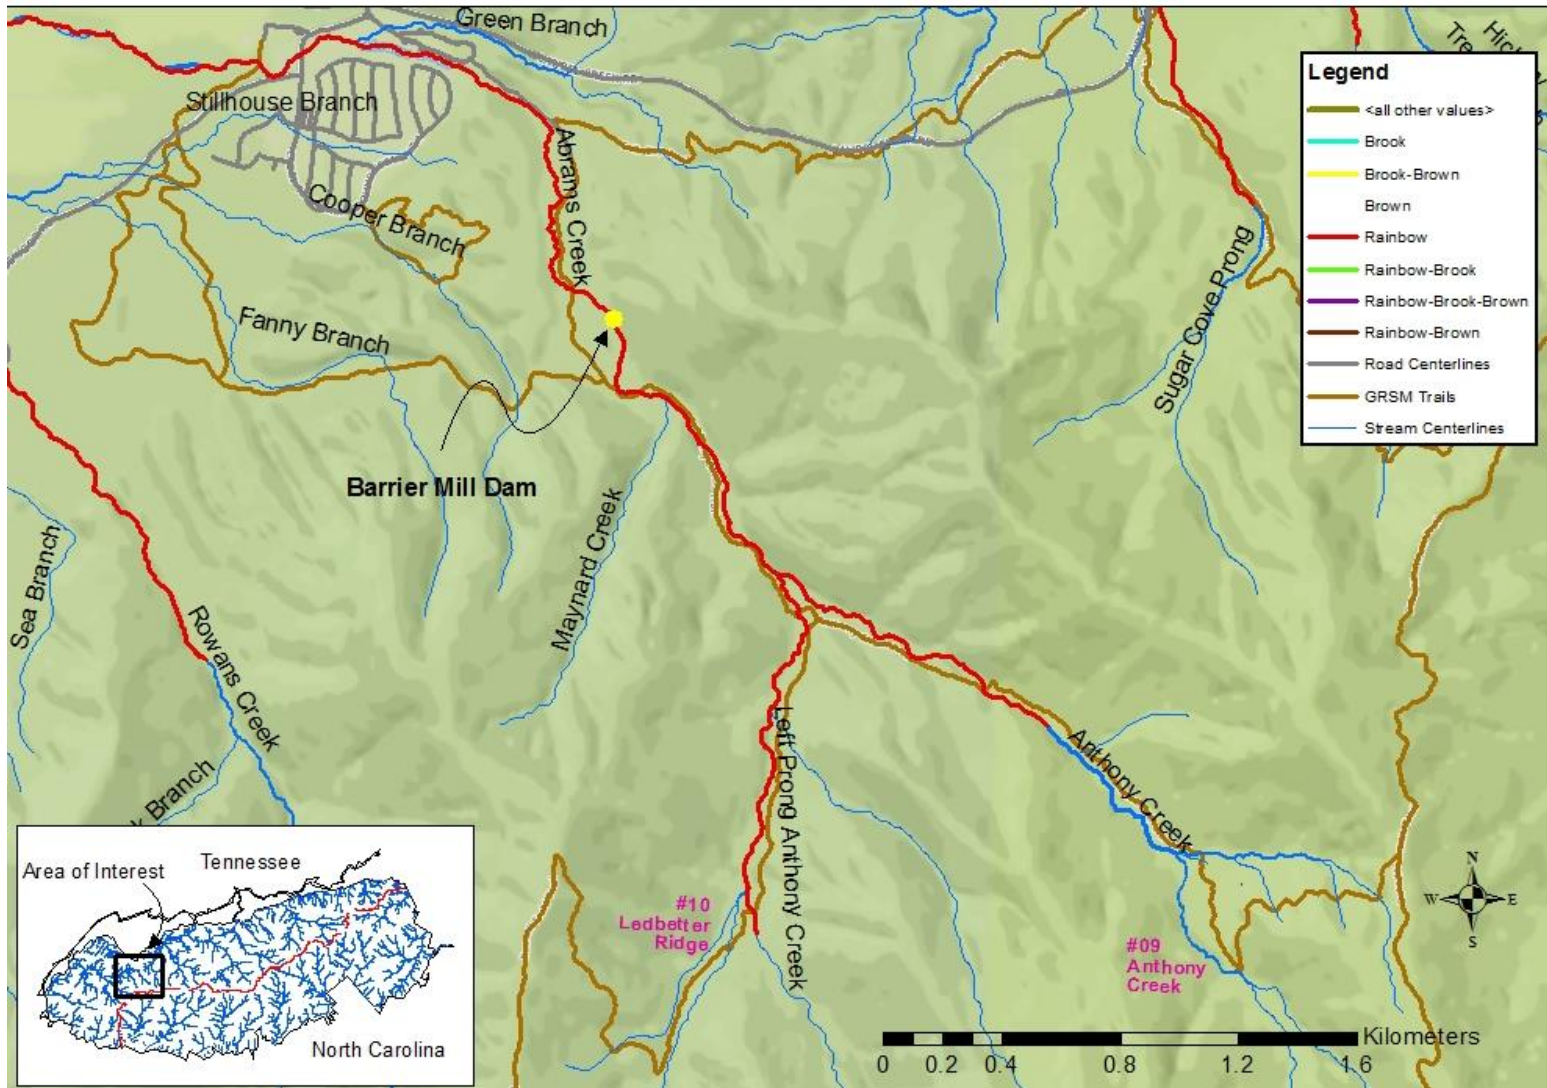 Green Branch
Stillhouse Branch
Abrams Creek
Cooper Branch
Fanny Branch
Sugar Cove Prong
Barrier Mill Dam
Maynard Creek
Sea Branch
Rowans Creek
Branch
Left Prong Anthony Creek
Anthony Creek
#10
Ledbetter
Ridge
#09
Anthony
Creek
Legend
<all other values>
Brook
Brook-Brown
Brown
Rainbow
Rainbow-Brook
Rainbow-Brook-Brown
Rainbow-Brown
Road Centerlines
GRSM Trails
Stream Centerlines
Area of Interest
Tennessee
North Carolina
N
W
E
S
Kilometers
0 0.2 0.4 0.8 1.2 1.6